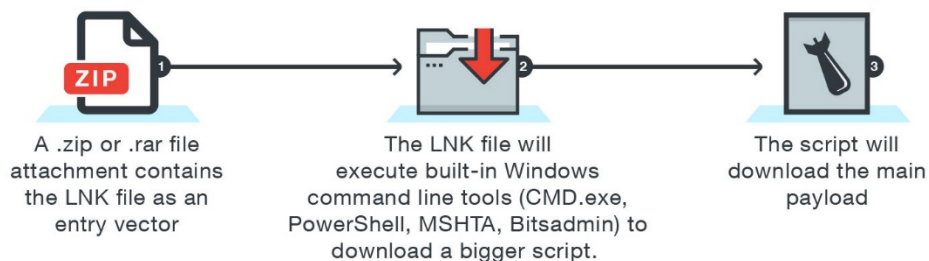 ZIP
1
A .zip or .rar file
attachment contains
the LNK file as an
entry vector
2
The LNK file will
execute built-in Windows
command line tools (CMD.exe,
PowerShell, MSHTA, Bitsadmin) to
download a bigger script.
3
The script will
download the main
payload